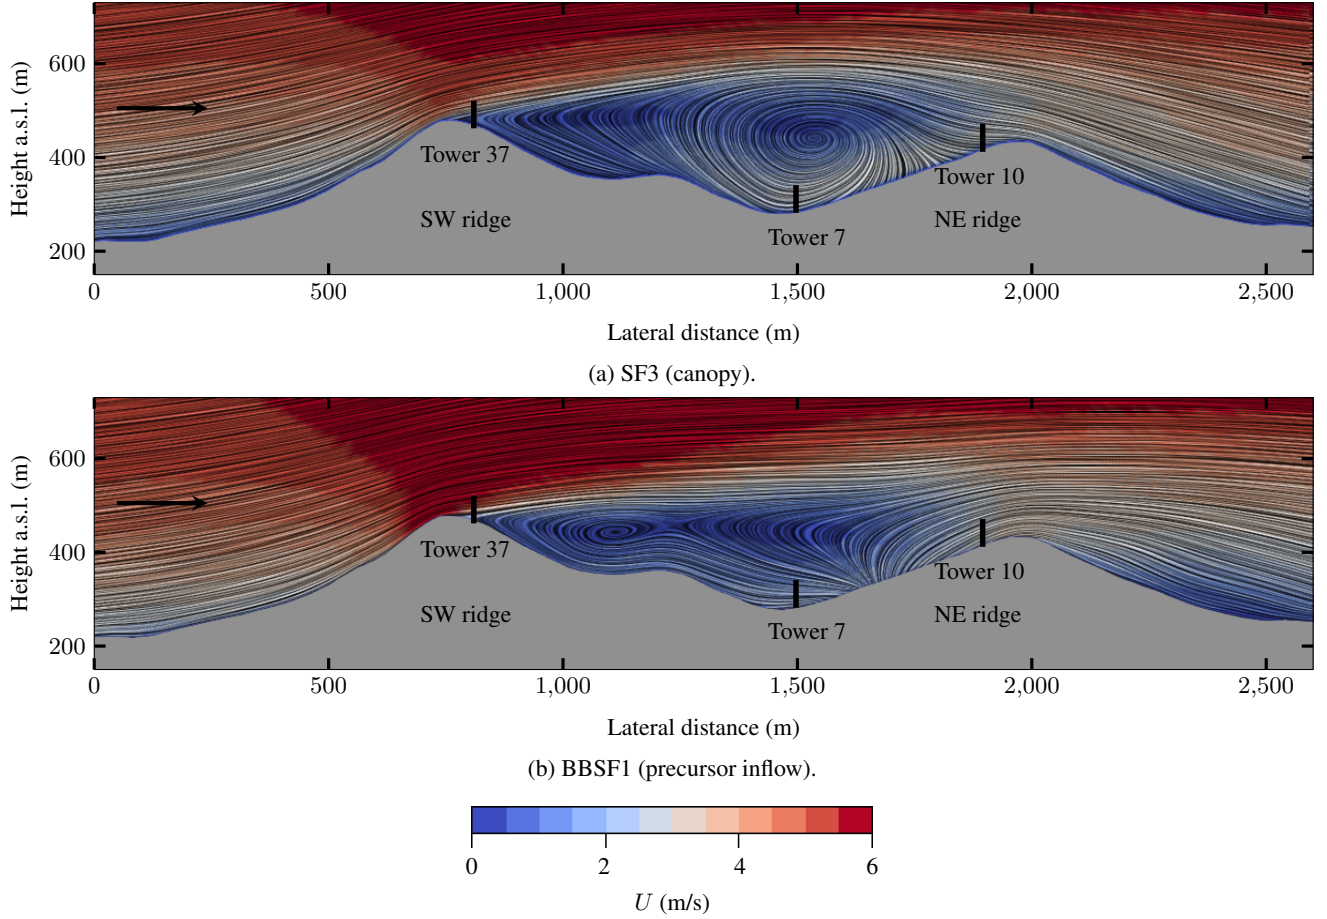 Height a.s.l. (m)
600
400
200
Tower 37
SW ridge
Tower 7
Tower 10
NE ridge
0
500
1,000
1,500
2,000
2,500
Lateral distance (m)
(a) SF3 (canopy).
Height a.s.l. (m)
600
400
200
Tower 37
SW ridge
Tower 7
Tower 10
NE ridge
0
500
1,000
1,500
2,000
2,500
Lateral distance (m)
(b) BBSF1 (precursor inflow).
0
2
4
6
U (m/s)